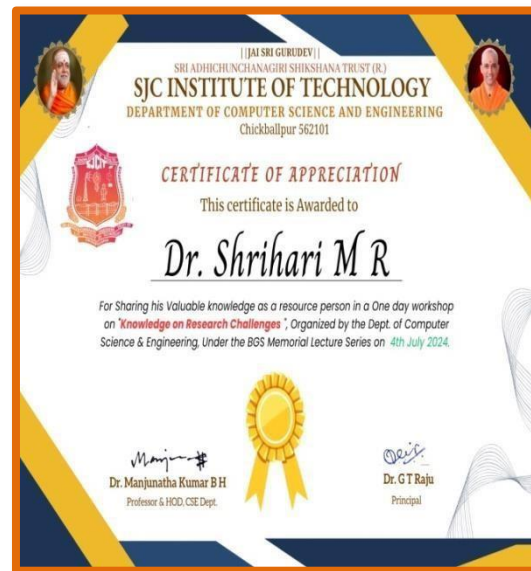 ||JAI SRI GURUDEV||
SRI ADHICHUNCHANAGIRI SHIKSHANA TRUST (R.)
SJC INSTITUTE OF TECHNOLOGY
DEPARTMENT OF COMPUTER SCIENCE AND ENGINEERING
Chickballpur 562101
SJCIT
CERTIFICATE OF APPRECIATION
This certificate is Awarded to
Dr. Shrihari M R
For Sharing his Valuable knowledge as a resource person in a One day workshop
on "Knowledge on Research Challenges ", Organized by the Dept. of Computer
Science & Engineering, Under the BGS Memorial Lecture Series on 4th July 2024.
Dr. Manjunatha Kumar B H
Professor & HOD, CSE Dept.
Dr. G T Raju
Principal